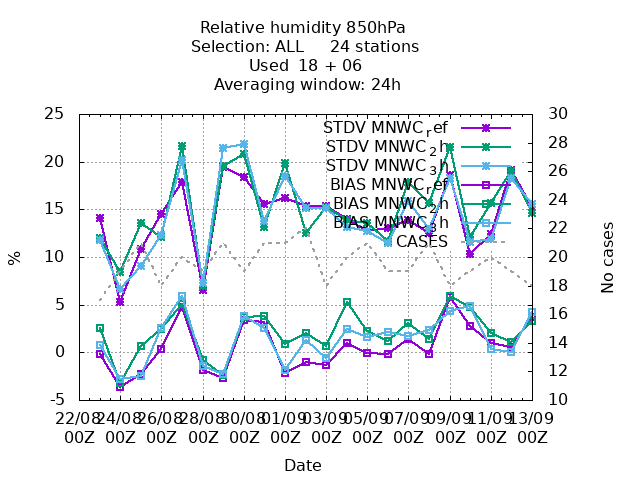 Relative humidity 850hPa
Selection: ALL 24 stations
Used 18 + 06
Averaging window: 24h
25
20
15
10
5
0
-5
%
STDV MNWC_ref
STDV MNWC_2h
STDV MNWC_3h
BIAS MNWC_ref
BIAS MNWC_2h
BIAS MNWC_3h
CASES
30
28
26
24
22
20
18
16
14
12
10
No cases
22/08 24/08 26/08 28/08 30/08 01/09 03/09 05/09 07/09 09/09 11/09 13/09
00Z 00Z 00Z 00Z 00Z 00Z 00Z 00Z 00Z 00Z 00Z 00Z
Date